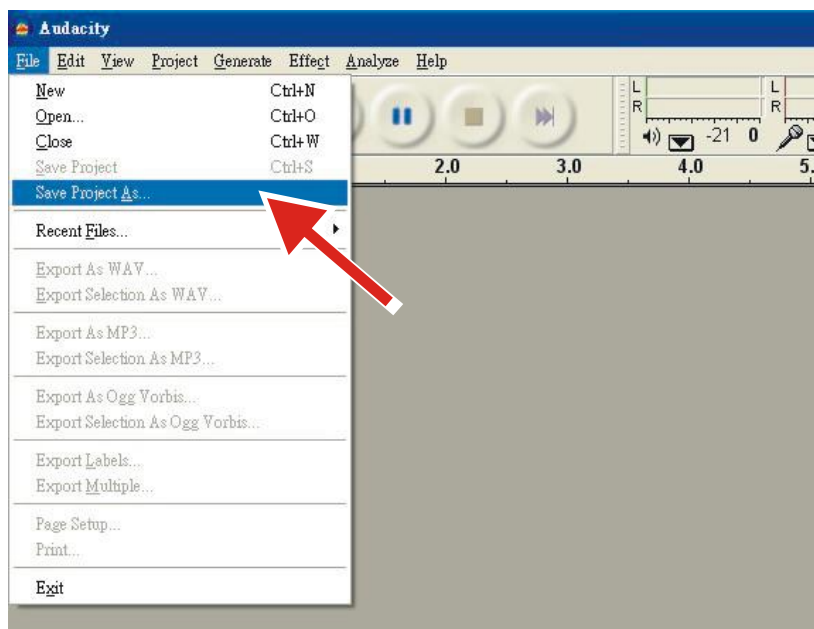 Audacity
File Edit View Project Generate Effect Analyze Help
New Ctrl+N
Open... Ctrl+O
Close Ctrl+W
Save Project Ctrl+S
Save Project As...
Recent Files...
Export As WAV...
Export Selection As WAV...
Export As MP3...
Export Selection As MP3...
Export As Ogg Vorbis...
Export Selection As Ogg Vorbis...
Export Labels...
Export Multiple...
Page Setup...
Print...
Exit
L L
R R
-21 0
2.0 3.0 4.0 5.